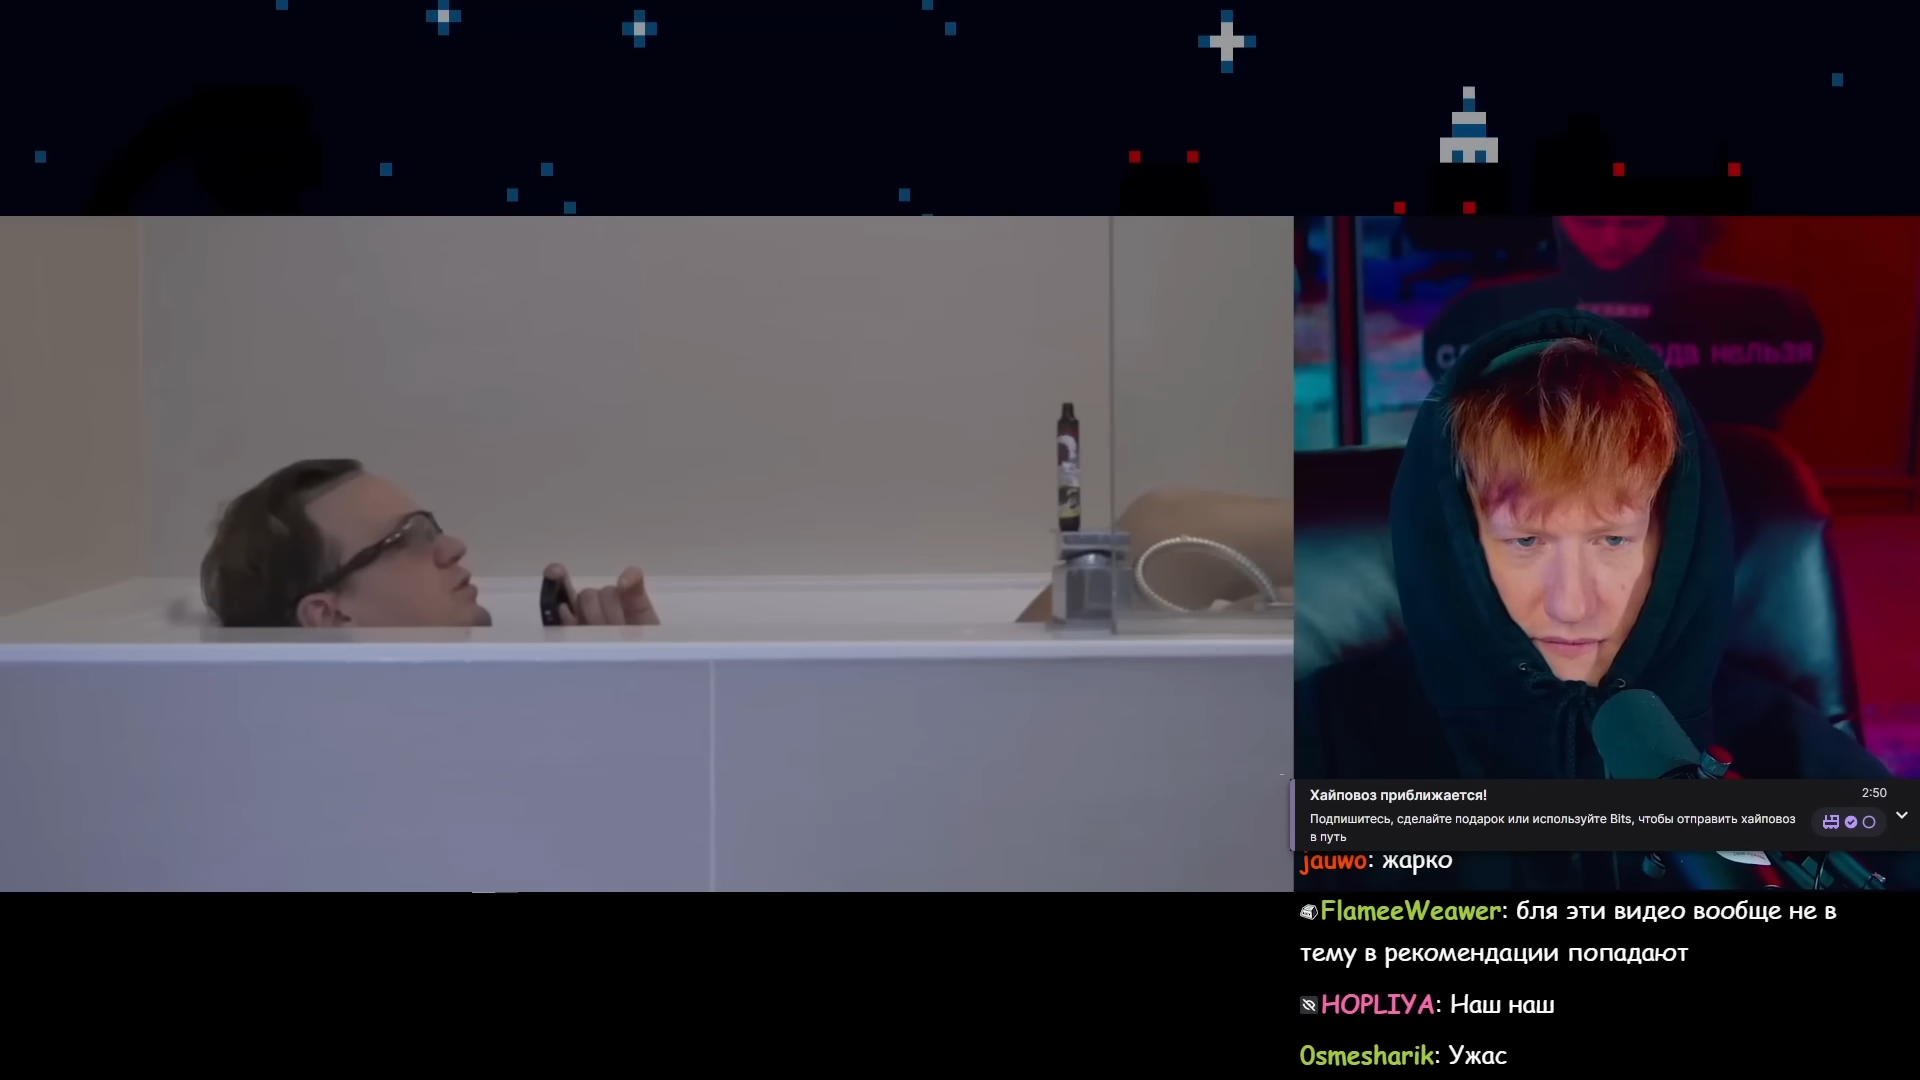 нельзя
Хайповоз приближается!
2:50
Подпишитесь, сделайте подарок или используйте Bits, чтобы отправить хайповоз
в путь
jauwo: жарко
FlameeWeawer: бля эти видео вообще не в
тему в рекомендации попадают
HOPLIYA: Наш наш
Osmesharik: Ужас